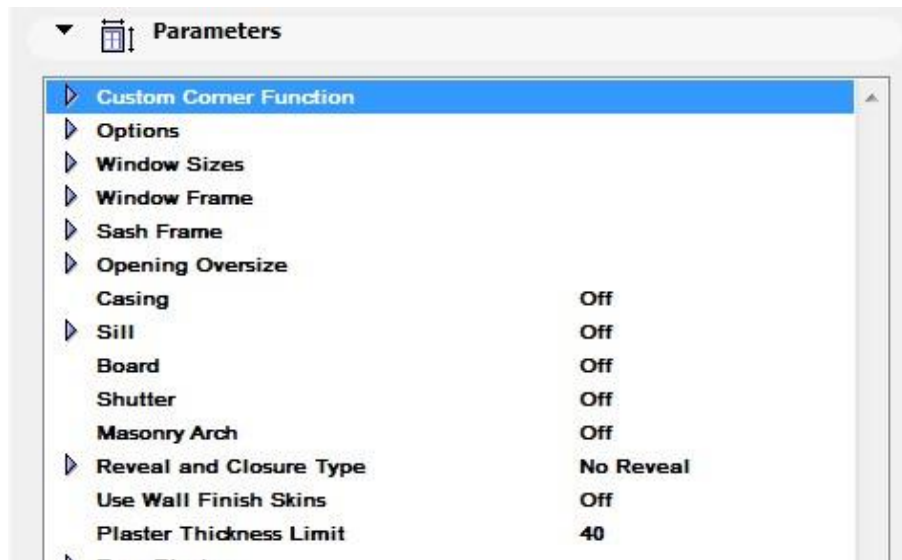 Parameters
Custom Corner Function
Options
Window Sizes
Window Frame
Sash Frame
Opening Oversize
Casing Off
Sill Off
Board Off
Shutter Off
Masonry Arch Off
Reveal and Closure Type No Reveal
Use Wall Finish Skins Off
Plaster Thickness Limit 40